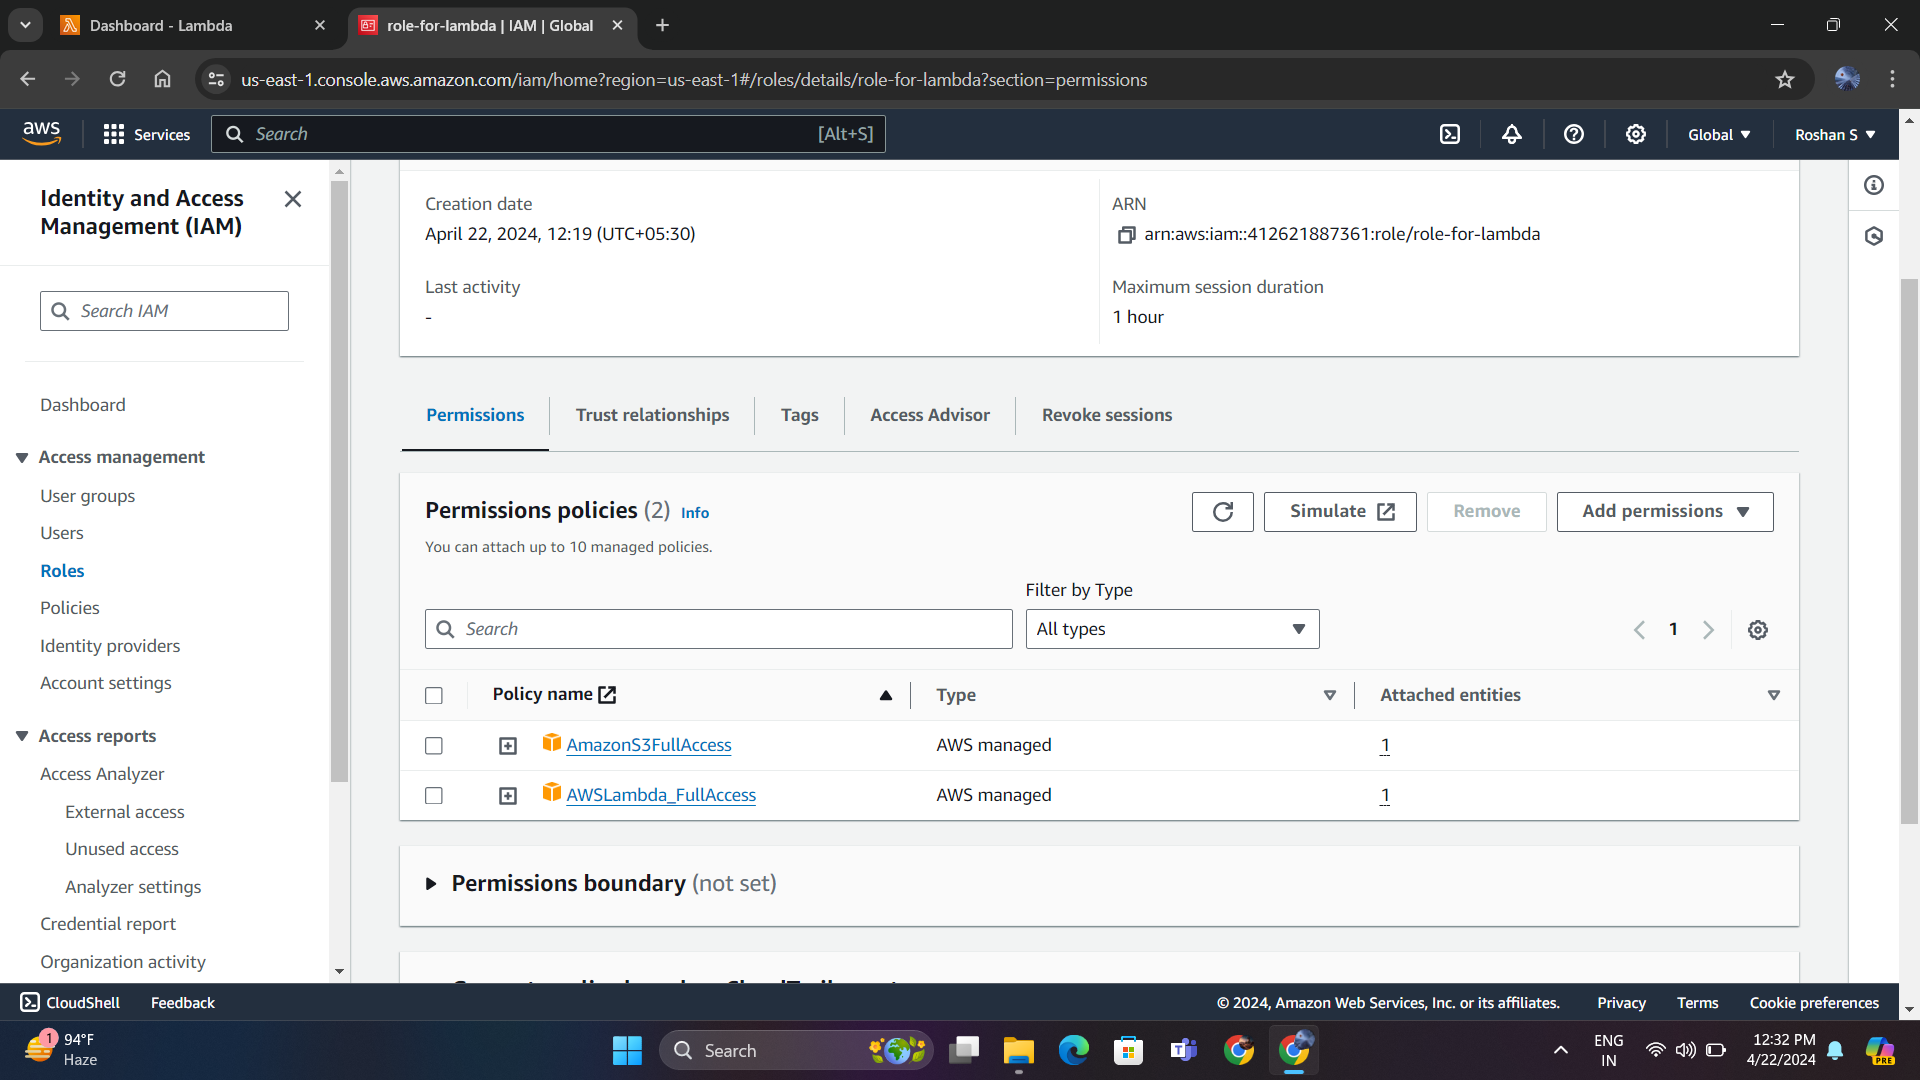 Dashboard - Lambda
role-for-lambda | IAM | Global
us-east-1.console.aws.amazon.com/iam/home?region=us-east-1#/roles/details/role-for-lambda?section=permissions
aws
Services
Search
[Alt+S]
Global
Roshan S
Identity and Access
Management (IAM)
Search IAM
Dashboard
Access management
User groups
Users
Roles
Policies
Identity providers
Account settings
Access reports
Access Analyzer
External access
Unused access
Analyzer settings
Credential report
Organization activity
Creation date
April 22, 2024, 12:19 (UTC+05:30)
ARN
arn:aws:iam::412621887361:role/role-for-lambda
Last activity
-
Maximum session duration
1 hour
Permissions
Trust relationships
Tags
Access Advisor
Revoke sessions
Permissions policies (2) Info
You can attach up to 10 managed policies.
Simulate
Remove
Add permissions
Filter by Type
Search
All types
1
Policy name
Type
Attached entities
AmazonS3FullAccess
AWS managed
1
AWSLambda_FullAccess
AWS managed
1
Permissions boundary (not set)
CloudShell
Feedback
© 2024, Amazon Web Services, Inc. or its affiliates.
Privacy
Terms
Cookie preferences
1
94°F
Haze
Search
ENG
IN
12:32 PM
4/22/2024
PRE